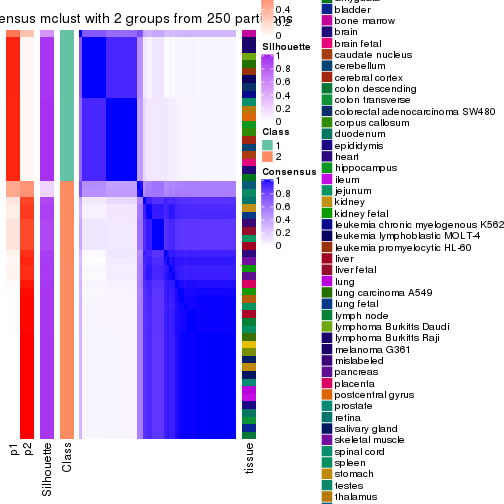 ensus mclust with 2 groups from 250 partitions
p1
p2
Silhouette
Class
tissue
0.4
0.2
0
Silhouette
1
0.8
0.6
0.4
0.2
0
Class
1
2
Consensus
1
0.8
0.6
0.4
0.2
0
bladder
bone marrow
brain
brain fetal
caudate nucleus
cerebellum
cerebral cortex
colon descending
colon transverse
colorectal adenocarcinoma SW480
corpus callosum
duodenum
epididymis
heart
hippocampus
ileum
jejunum
kidney
kidney fetal
leukemia chronic myelogenous K562
leukemia lymphoblastic MOLT-4
leukemia promyelocytic HL-60
liver
liver fetal
lung
lung carcinoma A549
lung fetal
lymph node
lymphoma Burkitts Daudi
lymphoma Burkitts Raji
melanoma G361
mislabeled
pancreas
placenta
postcentral gyrus
prostate
retina
salivary gland
skeletal muscle
spinal cord
spleen
stomach
testes
thalamus